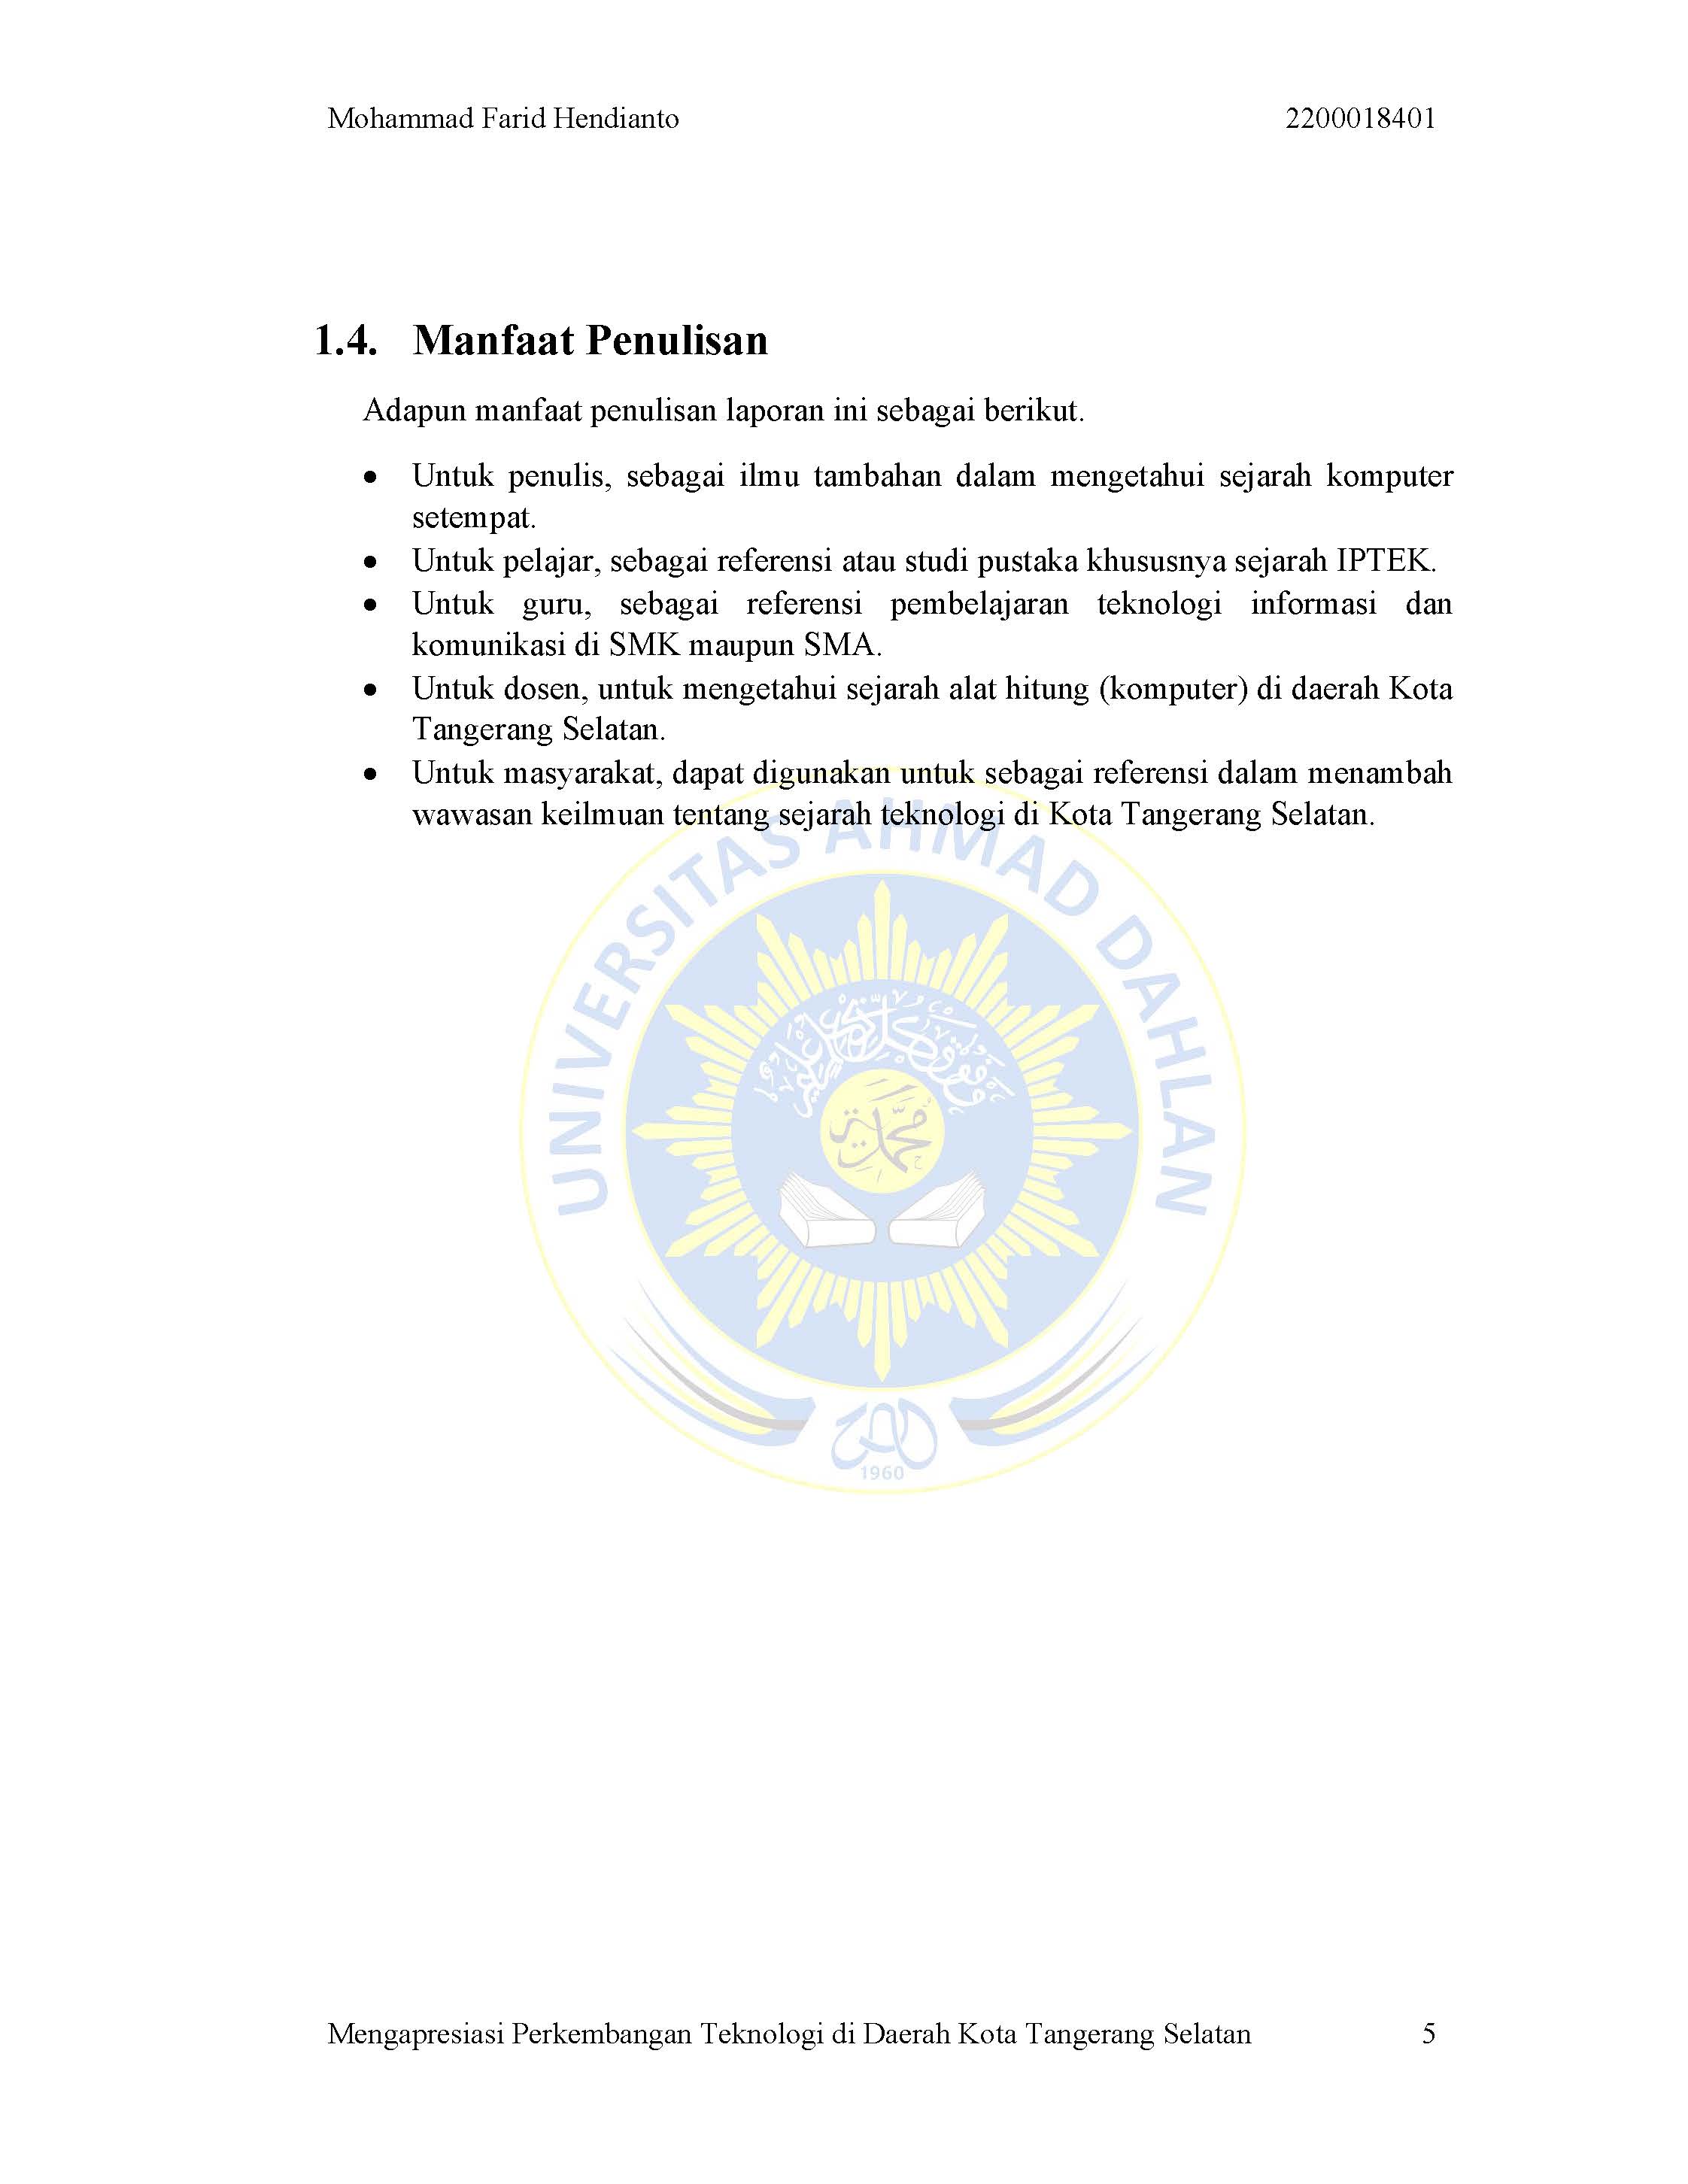 Mohammad Farid Hendianto 2200018401
1.4. Manfaat Penulisan
Adapun manfaat penulisan laporan ini sebagai berikut.
• Untuk penulis, sebagai ilmu tambahan dalam mengetahui sejarah komputer
setempat.
• Untuk pelajar, sebagai referensi atau studi pustaka khususnya sejarah IPTEK.
• Untuk guru, sebagai referensi pembelajaran teknologi informasi dan
komunikasi di SMK maupun SMA.
• Untuk dosen, untuk mengetahui sejarah alat hitung (komputer) di daerah Kota
Tangerang Selatan.
• Untuk masyarakat, dapat digunakan untuk sebagai referensi dalam menambah
wawasan keilmuan tentang sejarah teknologi di Kota Tangerang Selatan.
UNIVERSITAS AHMAD DAHLAN
1960
Mengapresiasi Perkembangan Teknologi di Daerah Kota Tangerang Selatan 5